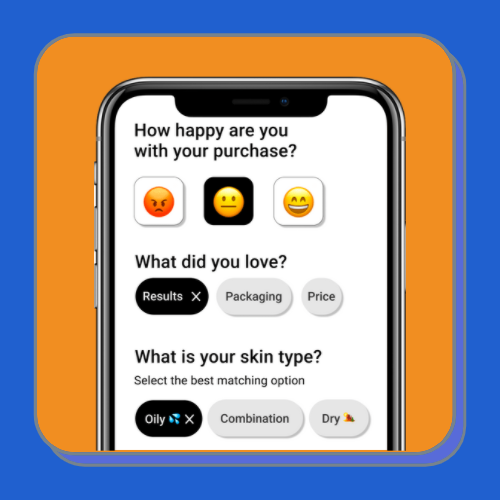 How happy are you
with your purchase?
What did you love?
Results X Packaging Price
What is your skin type?
Select the best matching option
Oily 💦 X Combination Dry 🏜️